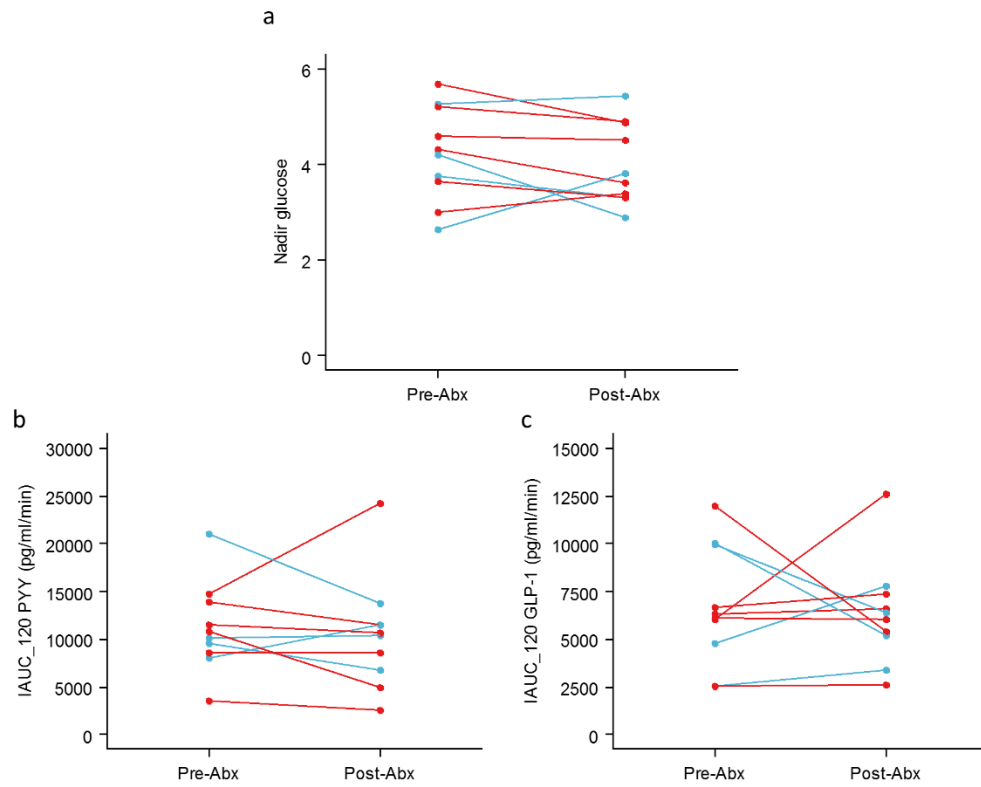 a
Nadir glucose
6
4
2
0
Pre-Abx Post-Abx
b
IAUC_120 PYY (pg/ml/min)
30000
25000
20000
15000
10000
5000
0
Pre-Abx Post-Abx
c
IAUC_120 GLP-1 (pg/ml/min)
15000
12500
10000
7500
5000
2500
0
Pre-Abx Post-Abx